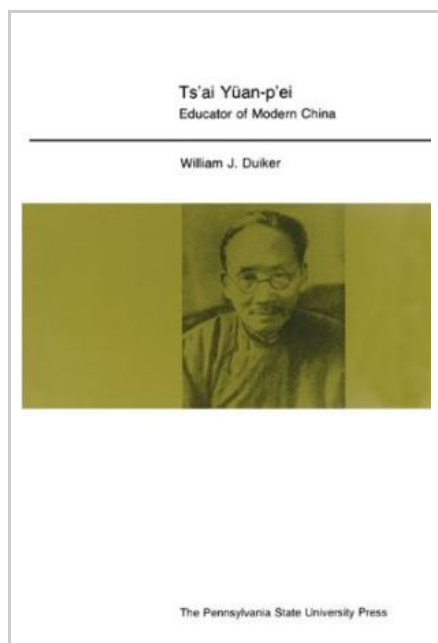 Ts'ai Yüan-p'ei
Educator of Modern China
William J. Duiker
The Pennsylvania State University Press